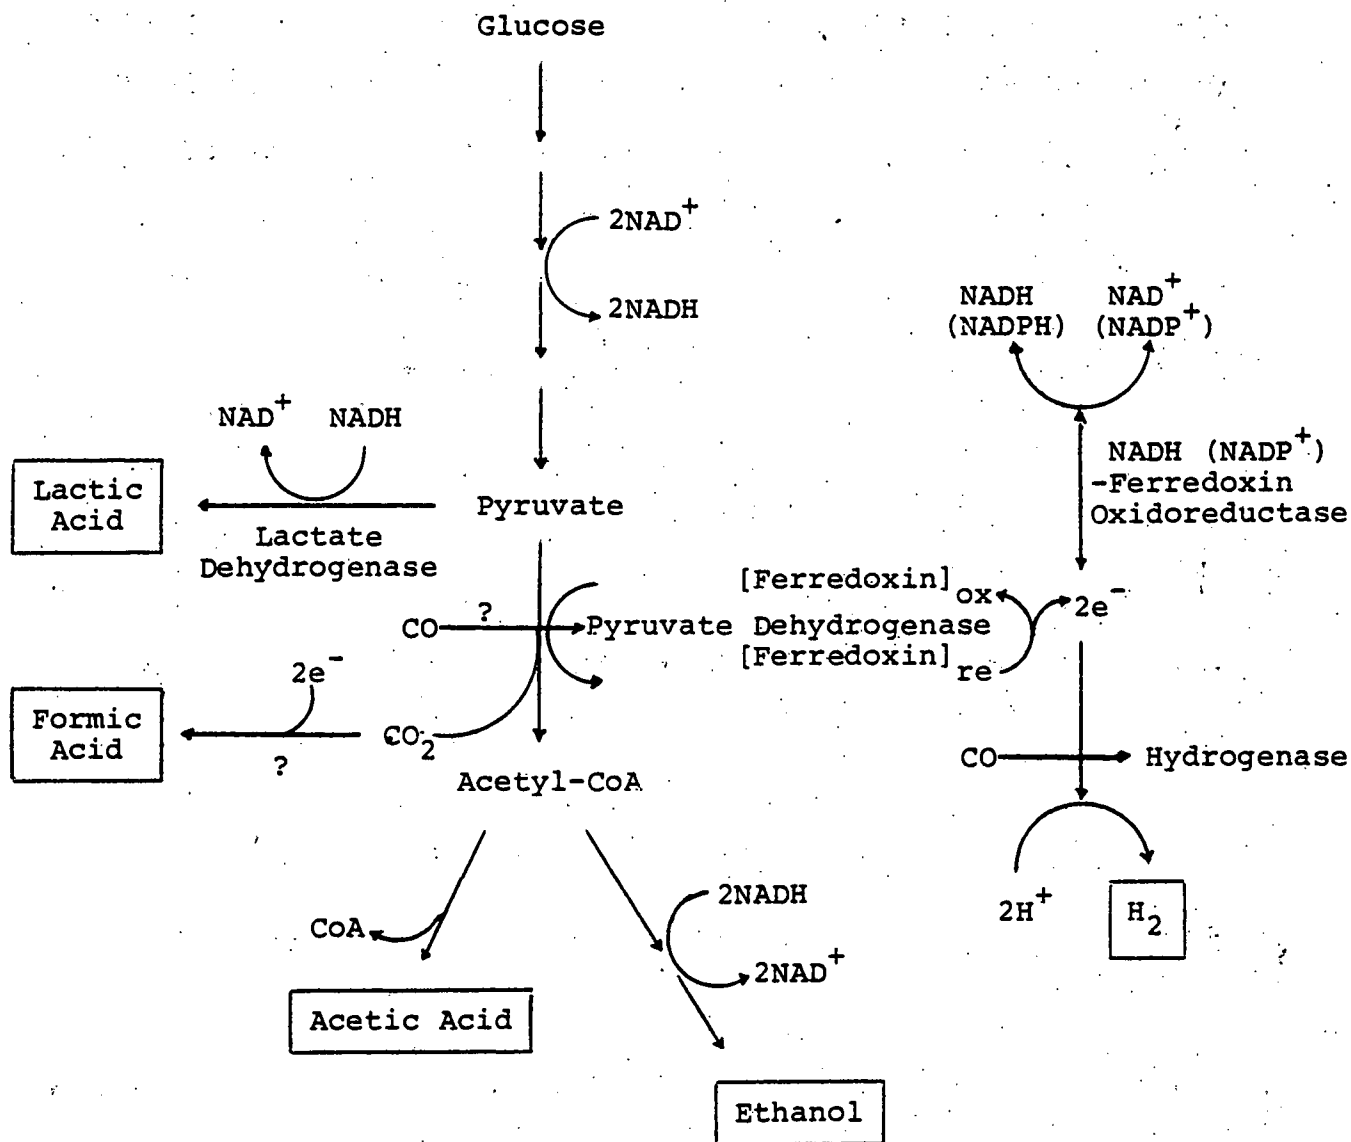 Glucose
2NAD+
2NADH
NADH NAD+
(NADPH) (NADP+)
NAD+ NADH
NADH (NADP+)
-Ferredoxin
Oxidoreductase
Lactic
Acid
Pyruvate
Lactate
Dehydrogenase
[Ferredoxin]ox
2e-
CO ? Pyruvate Dehydrogenase
[Ferredoxin]re
2e-
Formic
Acid
CO2
?
CO Hydrogenase
Acetyl-CoA
2NADH
2H+ H2
CoA
2NAD+
Acetic Acid
Ethanol